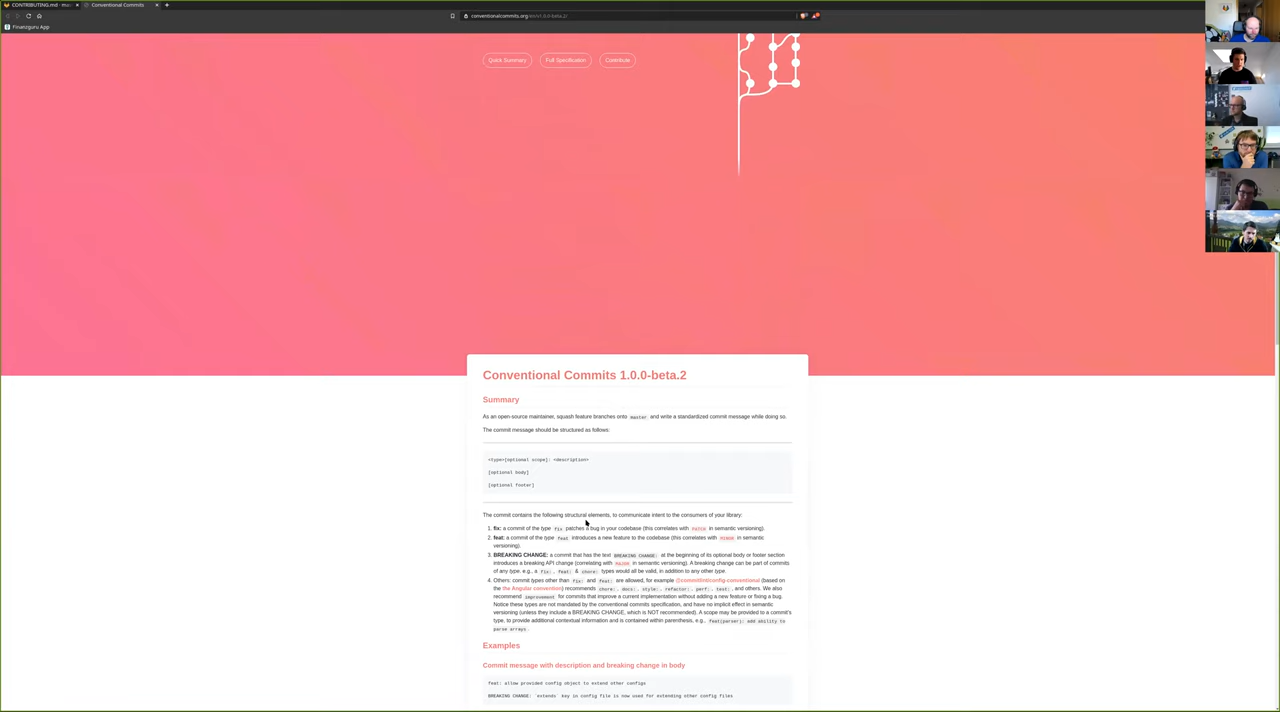 CONTRIBUTING.md · ma
Conventional Commits
conventionalcommits.org/en/v1.0.0-beta.2/
Finanzguru App
Quick Summary
Full Specification
Contribute
Conventional Commits 1.0.0-beta.2
Summary
As an open-source maintainer, squash feature branches onto master and write a standardized commit message while doing so.
The commit message should be structured as follows:
<type>[optional scope]: <description>
[optional body]
[optional footer]
The commit contains the following structural elements, to communicate intent to the consumers of your library:
1. fix: a commit of the type fix patches a bug in your codebase (this correlates with PATCH in semantic versioning).
2. feat: a commit of the type feat introduces a new feature to the codebase (this correlates with MINOR in semantic
versioning).
3. BREAKING CHANGE: a commit that has the text BREAKING CHANGE: at the beginning of its optional body or footer section
introduces a breaking API change (correlating with MAJOR in semantic versioning). A breaking change can be part of commits
of any type. e.g., a fix:, feat: & chore: types would all be valid, in addition to any other type.
4. Others: commit types other than fix: and feat: are allowed, for example @commitlint/config-conventional (based on
the the Angular convention) recommends chore:, docs:, style:, refactor:, perf:, test:, and others. We also
recommend improvement for commits that improve a current implementation without adding a new feature or fixing a bug.
Notice these types are not mandated by the conventional commits specification, and have no implicit effect in semantic
versioning (unless they include a BREAKING CHANGE, which is NOT recommended). A scope may be provided to a commit's
type, to provide additional contextual information and is contained within parenthesis, e.g., feat(parser): add ability to
parse arrays.
Examples
Commit message with description and breaking change in body
feat: allow provided config object to extend other configs
BREAKING CHANGE: `extends` key in config file is now used for extending other config files